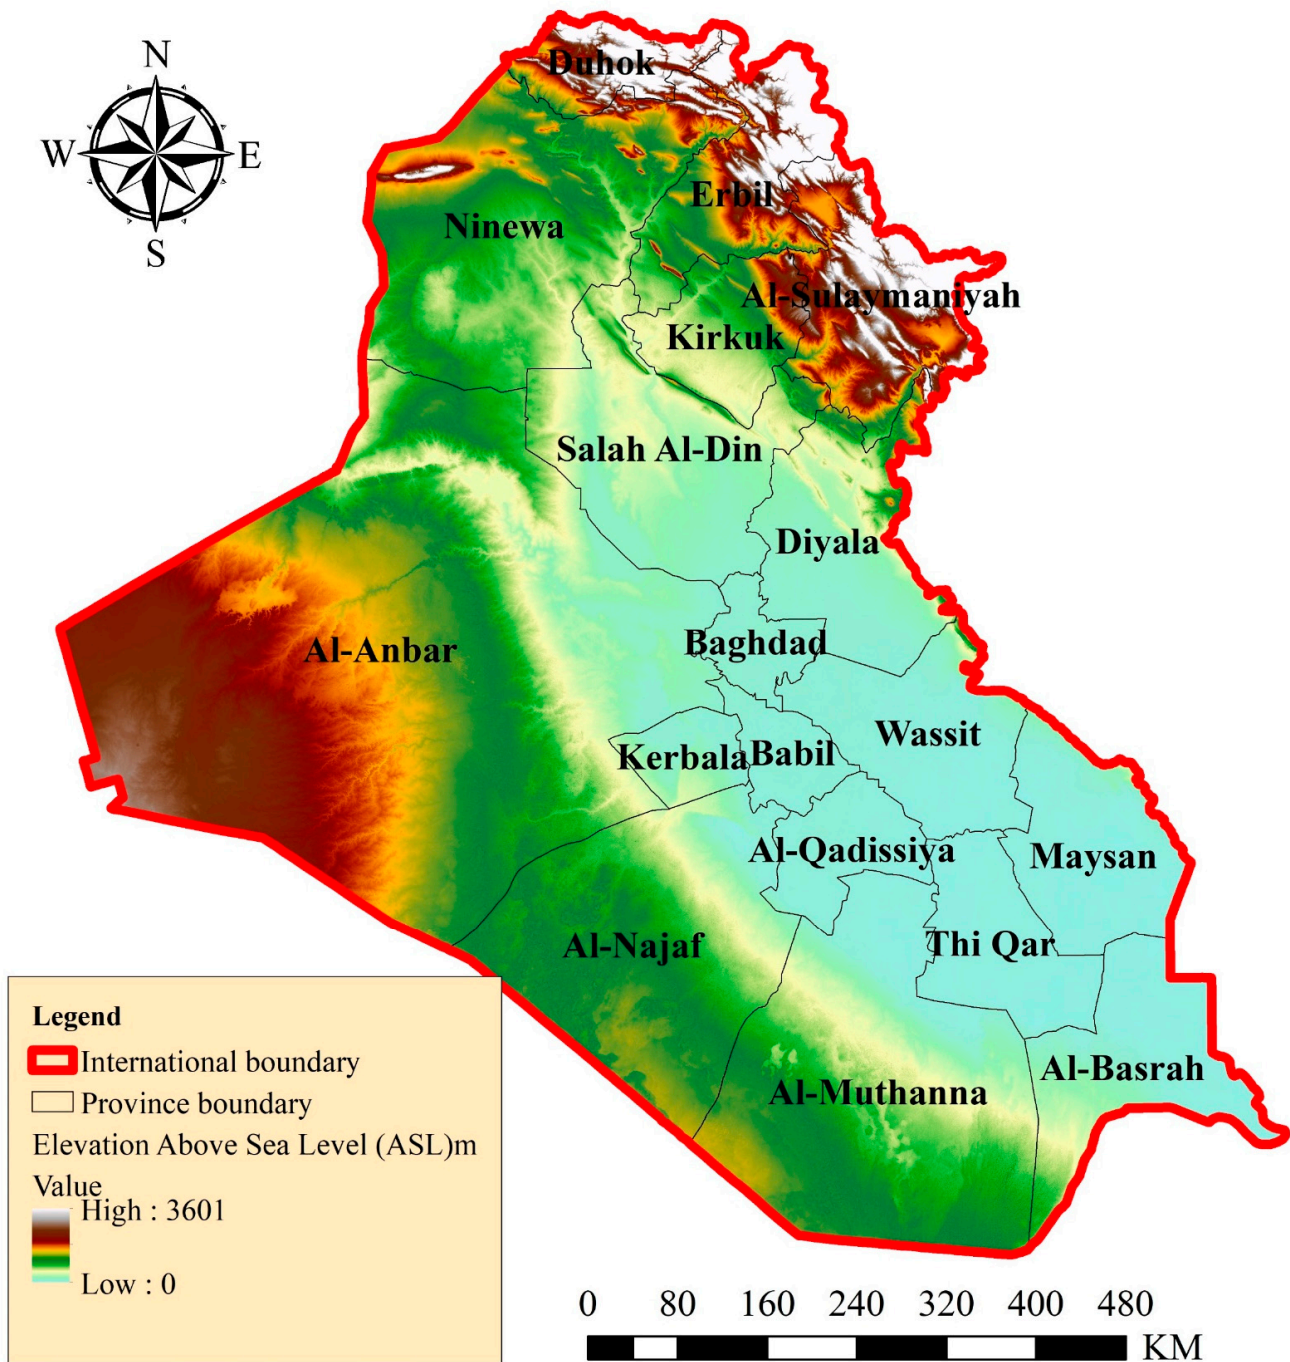 N
W E
S
Duhok
Erbil
Ninewa
Al-Sulaymaniyah
Kirkuk
Salah Al-Din
Diyala
Baghdad
Al-Anbar
Kerbala
Babil
Wassit
Al-Qadissiya
Maysan
Al-Najaf
Thi Qar
Al-Muthanna
Al-Basrah
Legend
International boundary
Province boundary
Elevation Above Sea Level (ASL)m
Value
High : 3601
Low : 0
0 80 160 240 320 400 480
KM